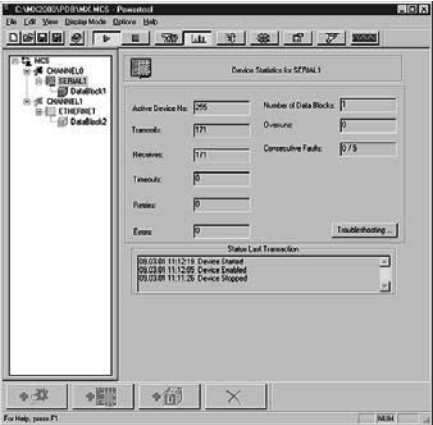 C:\MX2000\PDB\MX.MCS - Powertool
File Edit View Display Mode Options Help
MCS
CHANNEL0
SERIAL1
DataBlock1
CHANNEL1
ETHERNET
DataBlock2
Device Statistics for SERIAL1
Active Device No: 255
Number of Data Blocks: 1
Transmits: 171
Overruns: 0
Receives: 171
Consecutive Faults: 0 / 5
Timeouts: 0
Retries: 0
Errors: 0
Troubleshooting ...
Status Last Transaction
09.03.01 11:12:19 Device Started
09.03.01 11:12:05 Device Enabled
09.03.01 11:11:26 Device Stopped
For Help, press F1
NUM